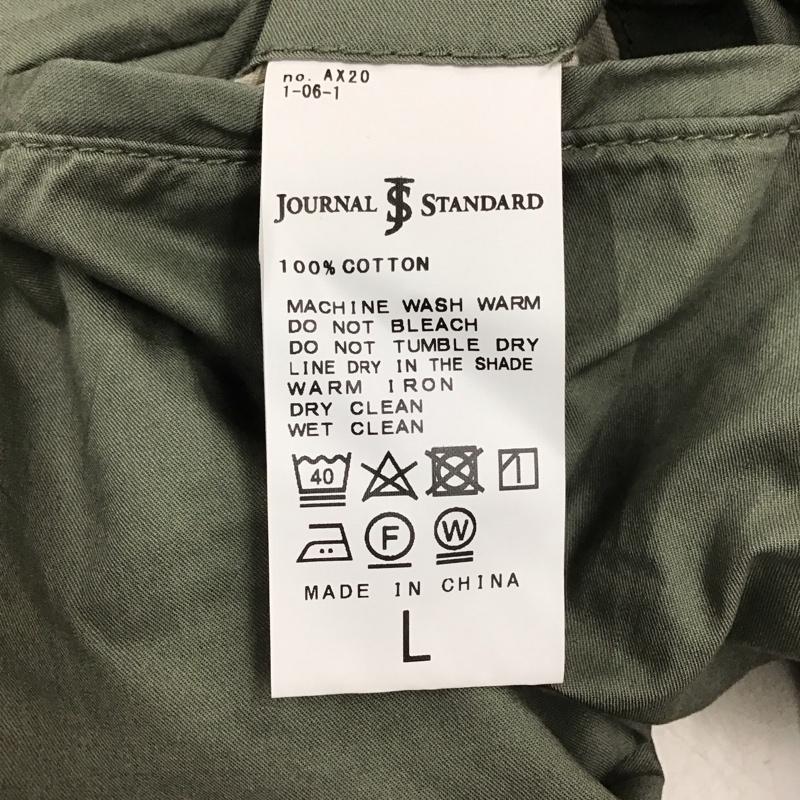 no. AX20
1-06-1
JOURNAL JS STANDARD
100% COTTON
MACHINE WASH WARM
DO NOT BLEACH
DO NOT TUMBLE DRY
LINE DRY IN THE SHADE
WARM IRON
DRY CLEAN
WET CLEAN
40
F W
MADE IN CHINA
L